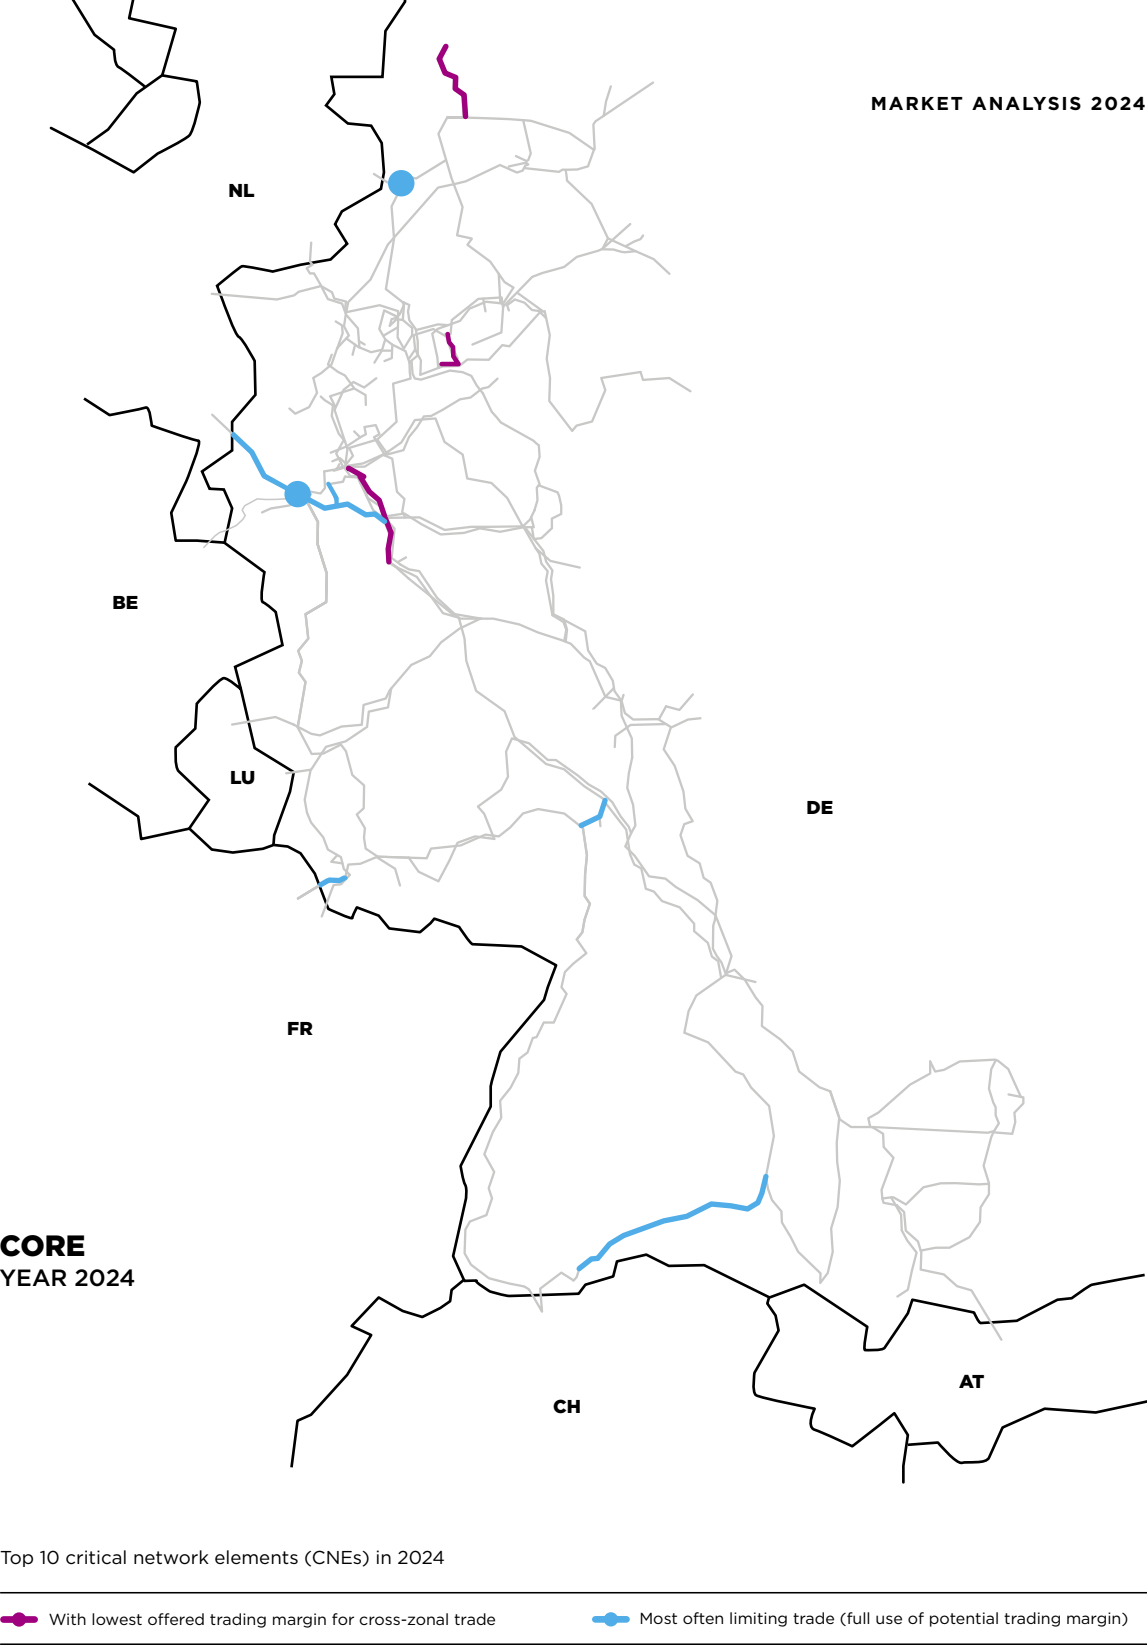 MARKET ANALYSIS 2024
NL
BE
LU
DE
FR
CORE
YEAR 2024
AT
CH
Top 10 critical network elements (CNEs) in 2024
With lowest offered trading margin for cross-zonal trade
Most often limiting trade (full use of potential trading margin)